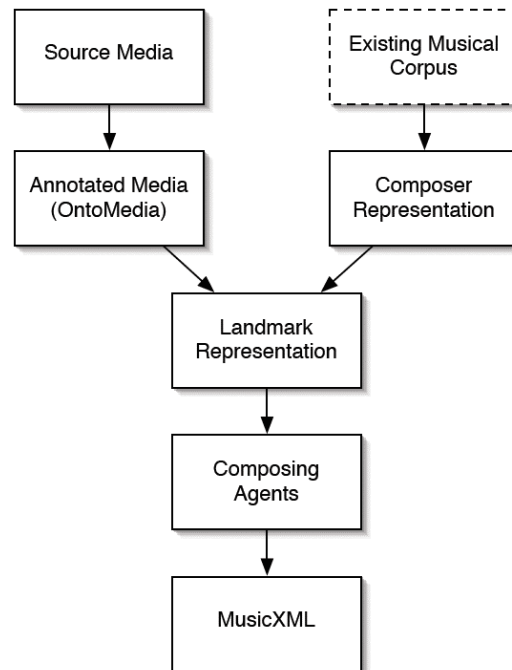 Source Media
Existing Musical
Corpus
Annotated Media
(OntoMedia)
Composer
Representation
Landmark
Representation
Composing
Agents
MusicXML